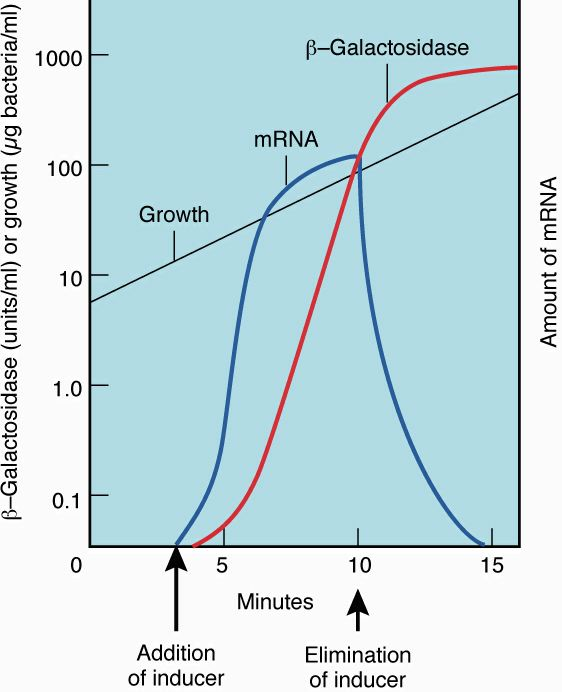 β–Galactosidase (units/ml) or growth (μg bacteria/ml)
1000
100
10
1.0
0.1
β–Galactosidase
mRNA
Growth
Amount of mRNA
0
5
10
15
Minutes
Addition
of inducer
Elimination
of inducer